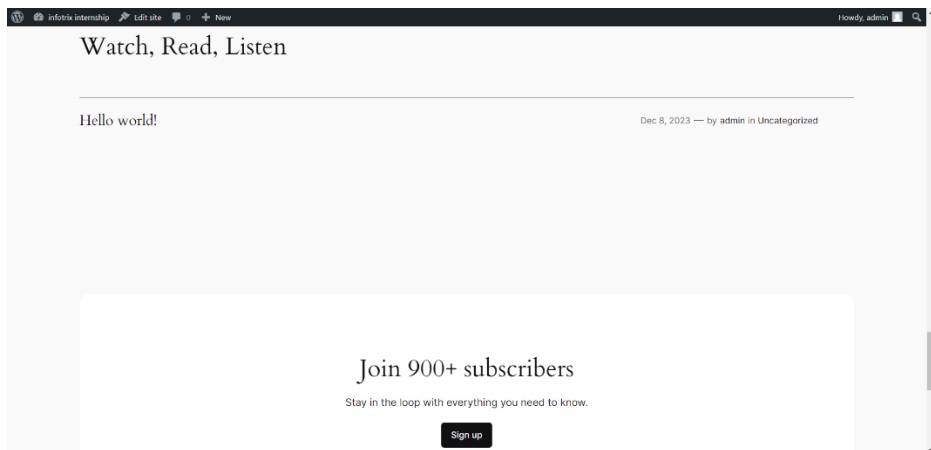 infotrix internship Edit site 0 + New Howdy, admin
Watch, Read, Listen
Hello world! Dec 8, 2023 — by admin in Uncategorized
Join 900+ subscribers
Stay in the loop with everything you need to know.
Sign up